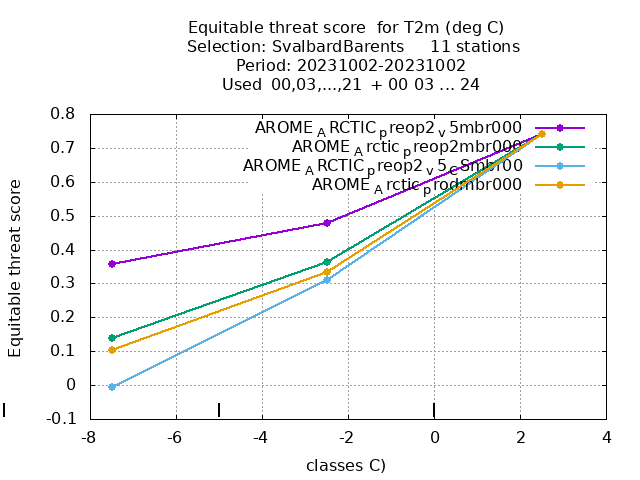 Equitable threat score  for T2m (deg C)
Selection: SvalbardBarents     11 stations
Period: 20231002-20231002
Used  00,03,...,21  + 00 03 ... 24
0.8
0.7
0.6
0.5
0.4
0.3
0.2
0.1
0
-0.1
Equitable threat score
AROME_ARCTIC_preop2_v5mbr000
AROME_Arctic_preop2mbr000
AROME_ARCTIC_preop2_v5_CSmbr00
AROME_Arctic_prodmbr000
-8 -6 -4 -2 0 2 4
classes C)